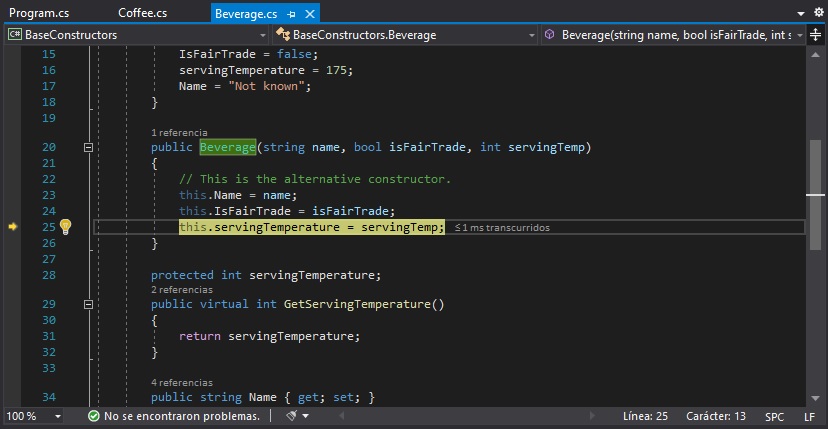 Program.cs Coffee.cs Beverage.cs
BaseConstructors BaseConstructors.Beverage Beverage(string name, bool isFairTrade, int s
15 IsFairTrade = false;
16 servingTemperature = 175;
17 Name = "Not known";
18 }
19
1 referencia
20 public Beverage(string name, bool isFairTrade, int servingTemp)
21 {
22 // This is the alternative constructor.
23 this.Name = name;
24 this.IsFairTrade = isFairTrade;
25 this.servingTemperature = servingTemp; ≤ 1 ms transcurridos
26 }
27
28 protected int servingTemperature;
2 referencias
29 public virtual int GetServingTemperature()
30 {
31 return servingTemperature;
32 }
33
4 referencias
34 public string Name { get; set; }
100 % No se encontraron problemas. Línea: 25 Carácter: 13 SPC LF